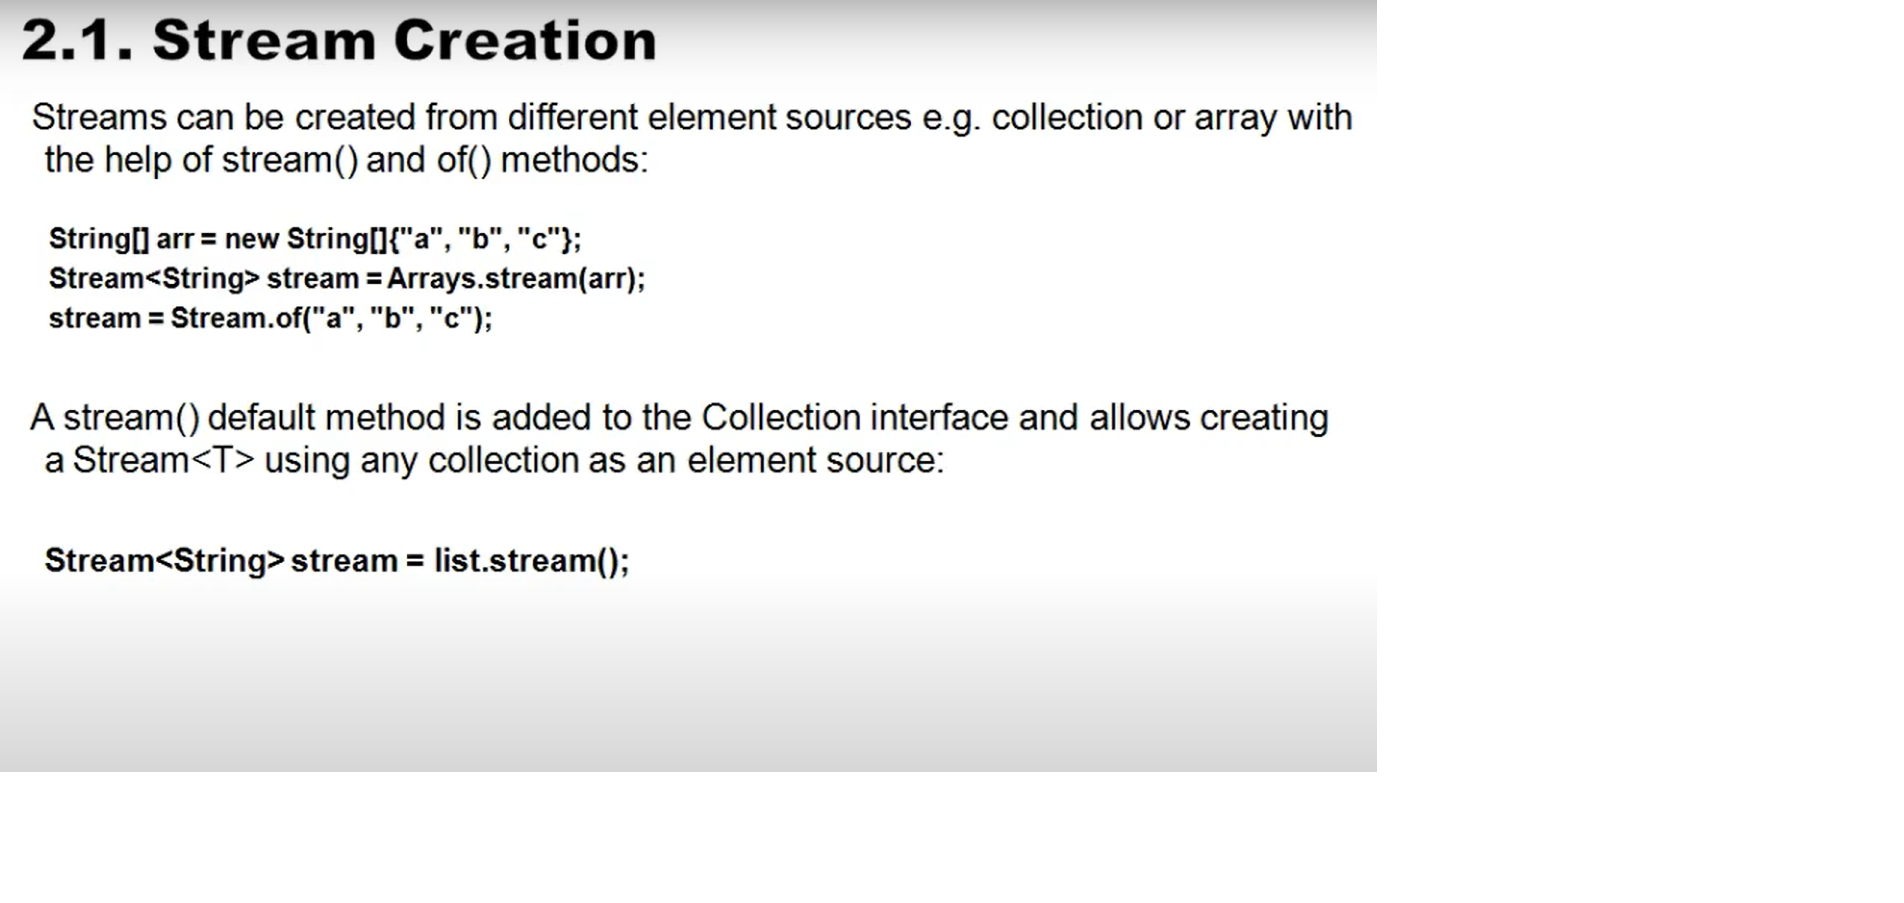 2.1. Stream Creation
Streams can be created from different element sources e.g. collection or array with
the help of stream() and of() methods:
String[] arr = new String[]{"a", "b", "c"};
Stream<String> stream = Arrays.stream(arr);
stream = Stream.of("a", "b", "c");
A stream() default method is added to the Collection interface and allows creating
a Stream<T> using any collection as an element source:
Stream<String> stream = list.stream();